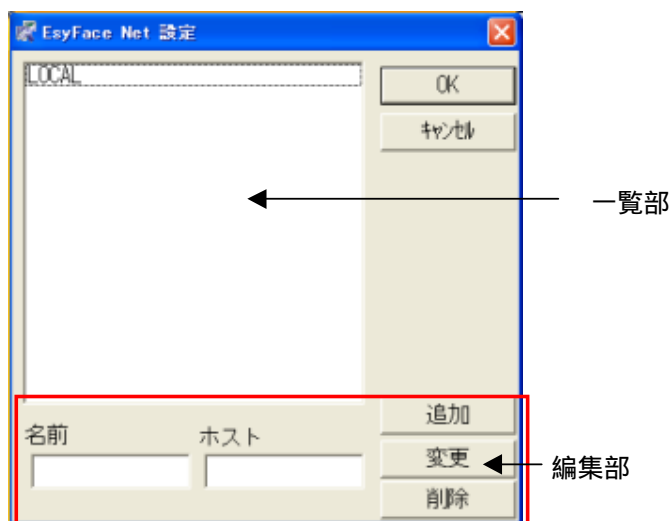 EsyFace Net 設定
LOCAL
OK
ｷｬﾝｾﾙ
一覧部
追加
名前
ホスト
変更
編集部
削除